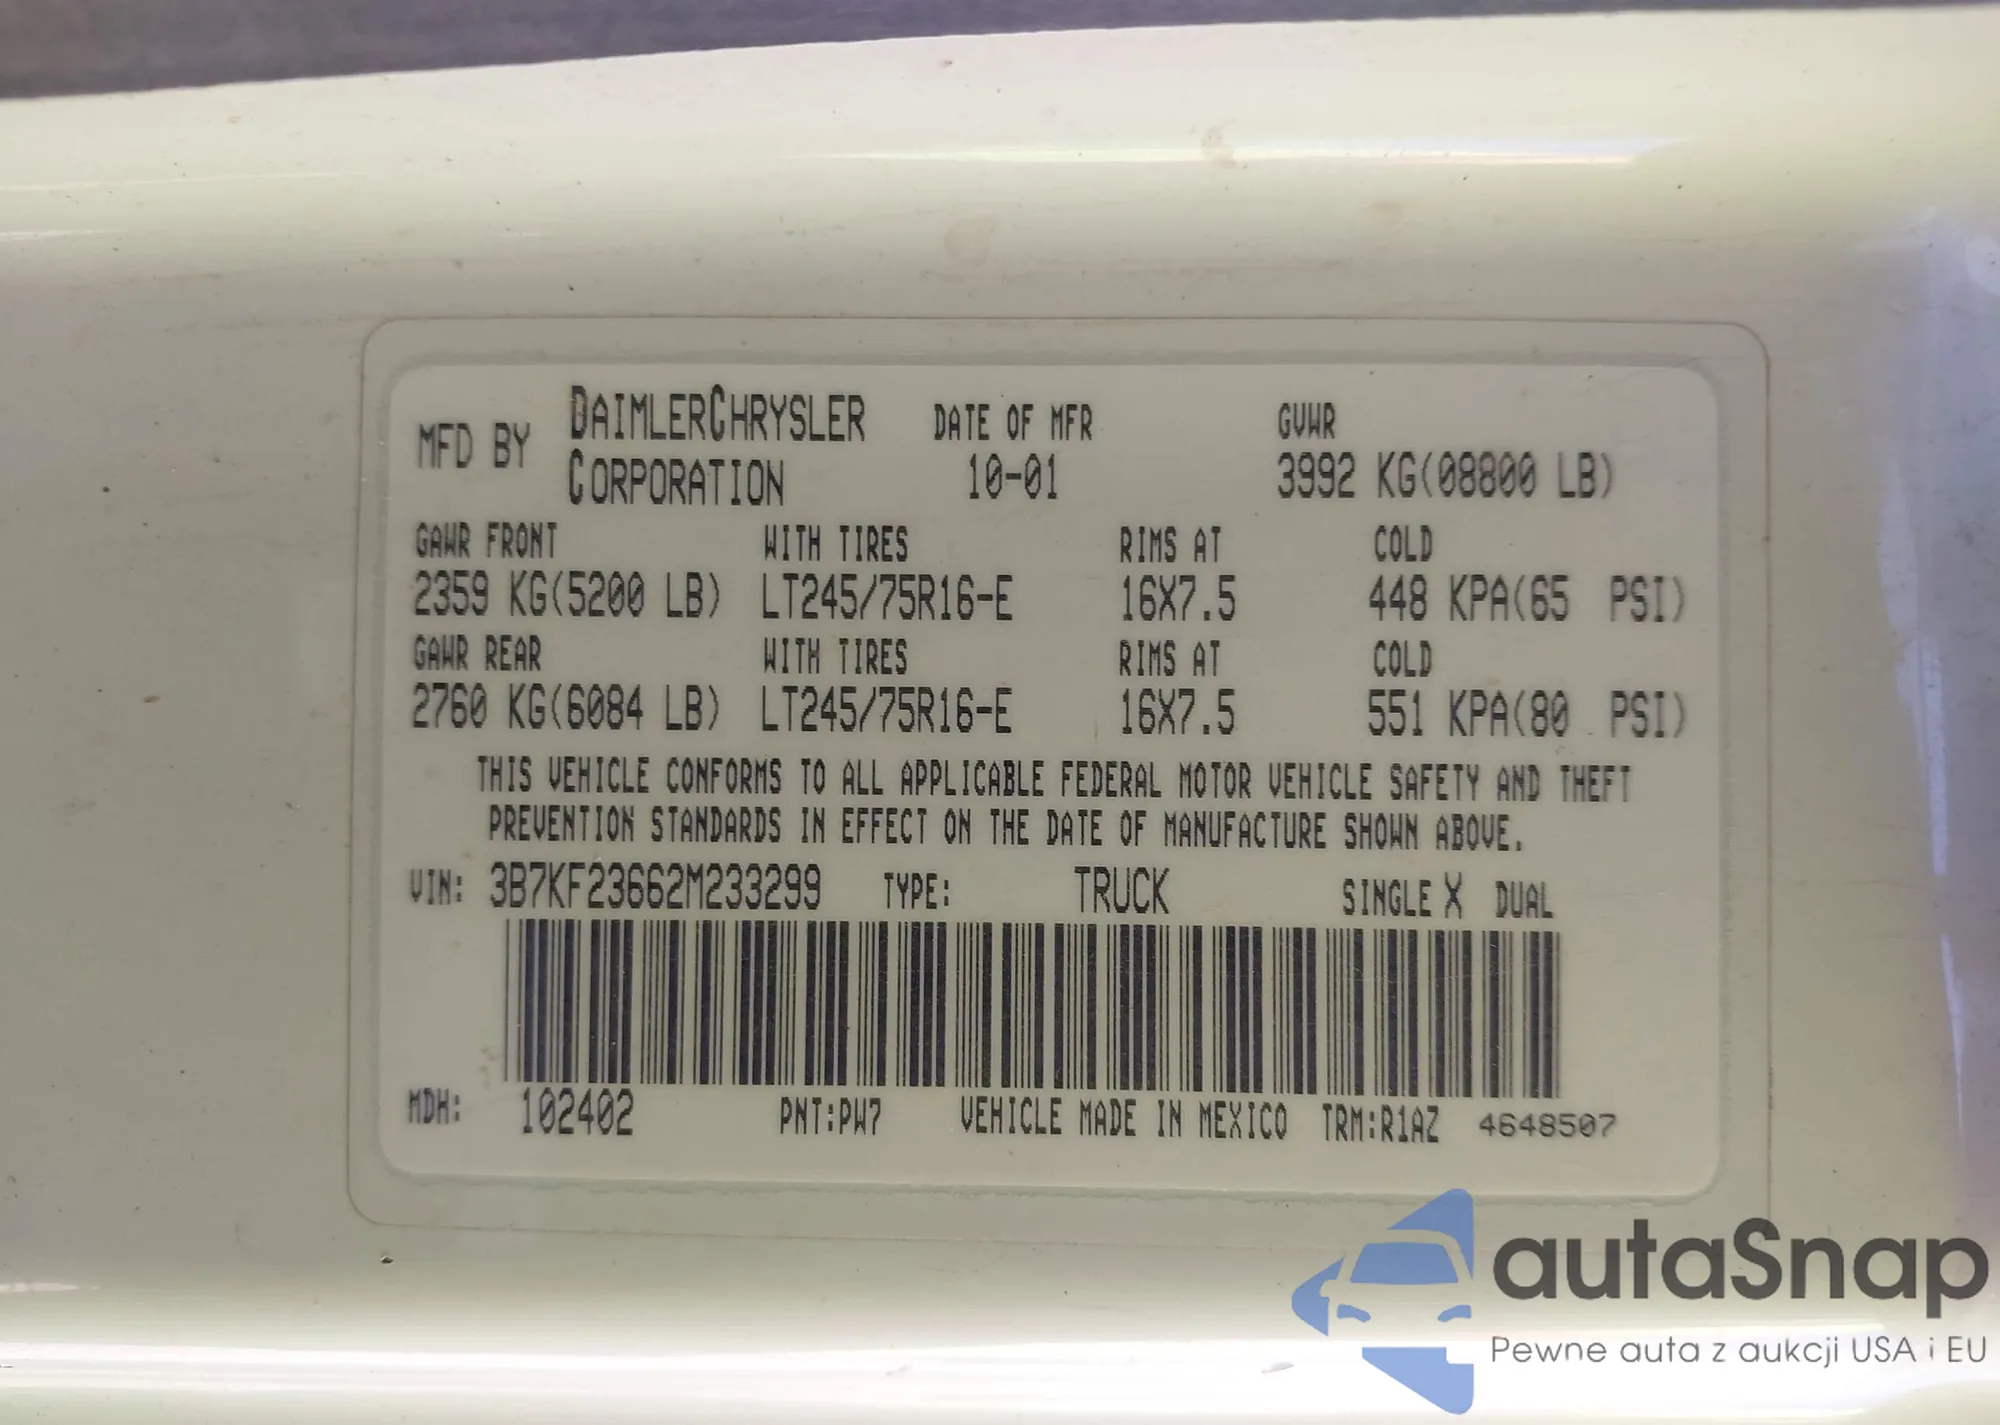 MFD BY DAIMLERCHRYSLER CORPORATION DATE OF MFR 10-01 GVWR 3992 KG(08800 LB)
GAWR FRONT WITH TIRES RIMS AT COLD
2359 KG(5200 LB) LT245/75R16-E 16X7.5 448 KPA(65 PSI)
GAWR REAR WITH TIRES RIMS AT COLD
2760 KG(6084 LB) LT245/75R16-E 16X7.5 551 KPA(80 PSI)
THIS VEHICLE CONFORMS TO ALL APPLICABLE FEDERAL MOTOR VEHICLE SAFETY AND THEFT
PREVENTION STANDARDS IN EFFECT ON THE DATE OF MANUFACTURE SHOWN ABOVE.
VIN: 3B7KF23662M233299 TYPE: TRUCK SINGLE X DUAL
MDH: 102402 PNT:PW7 VEHICLE MADE IN MEXICO TRM:R1AZ 4648507
autaSnap
Pewne auta z aukcji USA i EU